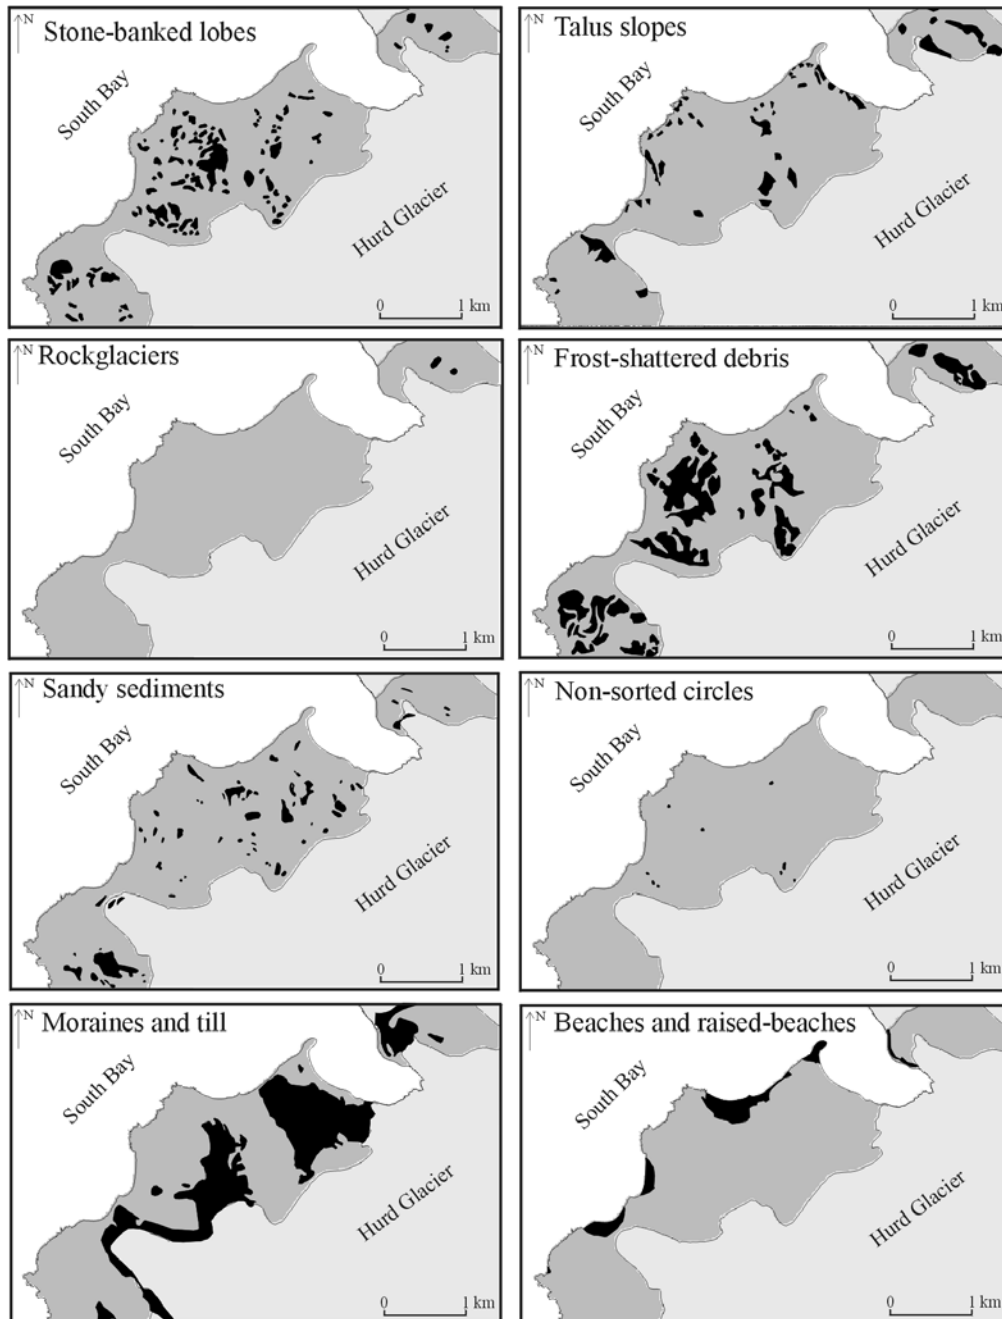 N
Stone-banked lobes
South Bay
Hurd Glacier
0 1 km
N
Talus slopes
South Bay
Hurd Glacier
0 1 km
N
Rockglaciers
South Bay
Hurd Glacier
0 1 km
N
Frost-shattered debris
South Bay
Hurd Glacier
0 1 km
N
Sandy sediments
South Bay
Hurd Glacier
0 1 km
N
Non-sorted circles
South Bay
Hurd Glacier
0 1 km
N
Moraines and till
South Bay
Hurd Glacier
0 1 km
N
Beaches and raised-beaches
South Bay
Hurd Glacier
0 1 km